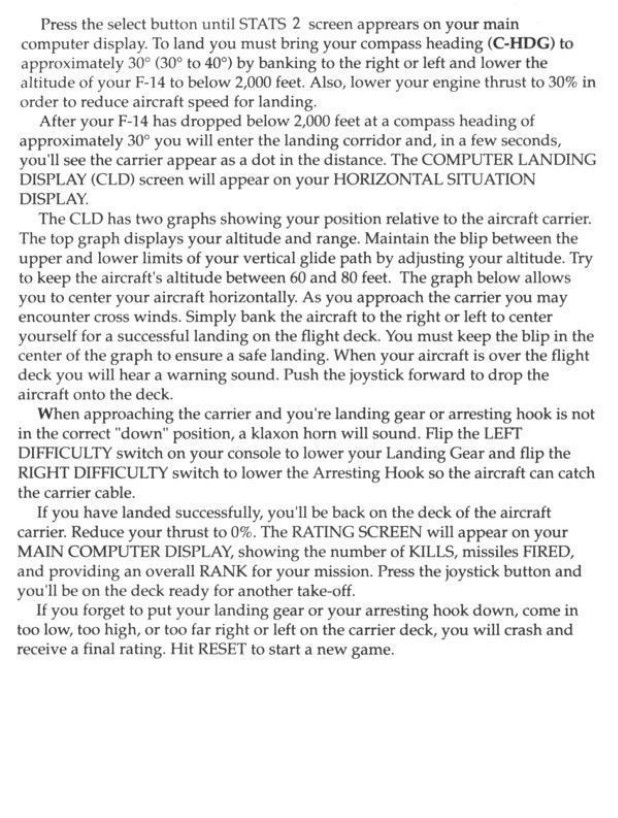 Press the select button until STATS 2 screen apprears on your main
computer display. To land you must bring your compass heading (C-HDG) to
approximately 30° (30° to 40°) by banking to the right or left and lower the
altitude of your F-14 to below 2,000 feet. Also, lower your engine thrust to 30% in
order to reduce aircraft speed for landing.
After your F-14 has dropped below 2,000 feet at a compass heading of
approximately 30° you will enter the landing corridor and, in a few seconds,
you'll see the carrier appear as a dot in the distance. The COMPUTER LANDING
DISPLAY (CLD) screen will appear on your HORIZONTAL SITUATION
DISPLAY.
The CLD has two graphs showing your position relative to the aircraft carrier.
The top graph displays your altitude and range. Maintain the blip between the
upper and lower limits of your vertical glide path by adjusting your altitude. Try
to keep the aircraft's altitude between 60 and 80 feet. The graph below allows
you to center your aircraft horizontally. As you approach the carrier you may
encounter cross winds. Simply bank the aircraft to the right or left to center
yourself for a successful landing on the flight deck. You must keep the blip in the
center of the graph to ensure a safe landing. When your aircraft is over the flight
deck you will hear a warning sound. Push the joystick forward to drop the
aircraft onto the deck.
When approaching the carrier and you're landing gear or arresting hook is not
in the correct "down" position, a klaxon horn will sound. Flip the LEFT
DIFFICULTY switch on your console to lower your Landing Gear and flip the
RIGHT DIFFICULTY switch to lower the Arresting Hook so the aircraft can catch
the carrier cable.
If you have landed successfully, you'll be back on the deck of the aircraft
carrier. Reduce your thrust to 0%. The RATING SCREEN will appear on your
MAIN COMPUTER DISPLAY, showing the number of KILLS, missiles FIRED,
and providing an overall RANK for your mission. Press the joystick button and
you'll be on the deck ready for another take-off.
If you forget to put your landing gear or your arresting hook down, come in
too low, too high, or too far right or left on the carrier deck, you will crash and
receive a final rating. Hit RESET to start a new game.